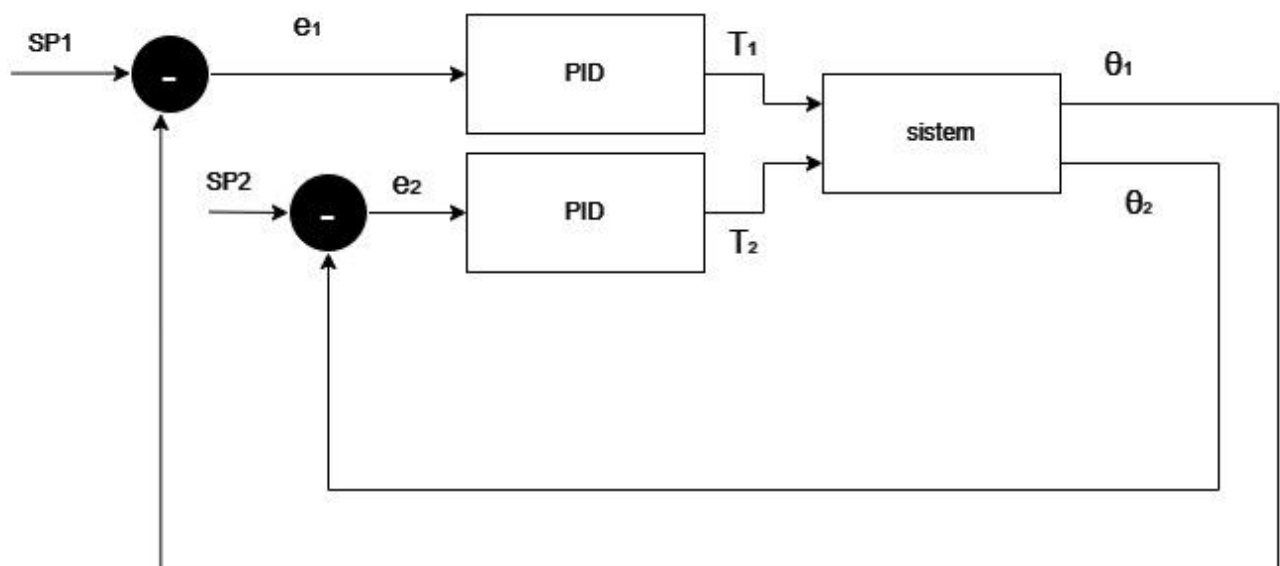 SP1
-
e₁
PID
T₁
sistem
θ₁
SP2
-
e₂
PID
T₂
θ₂